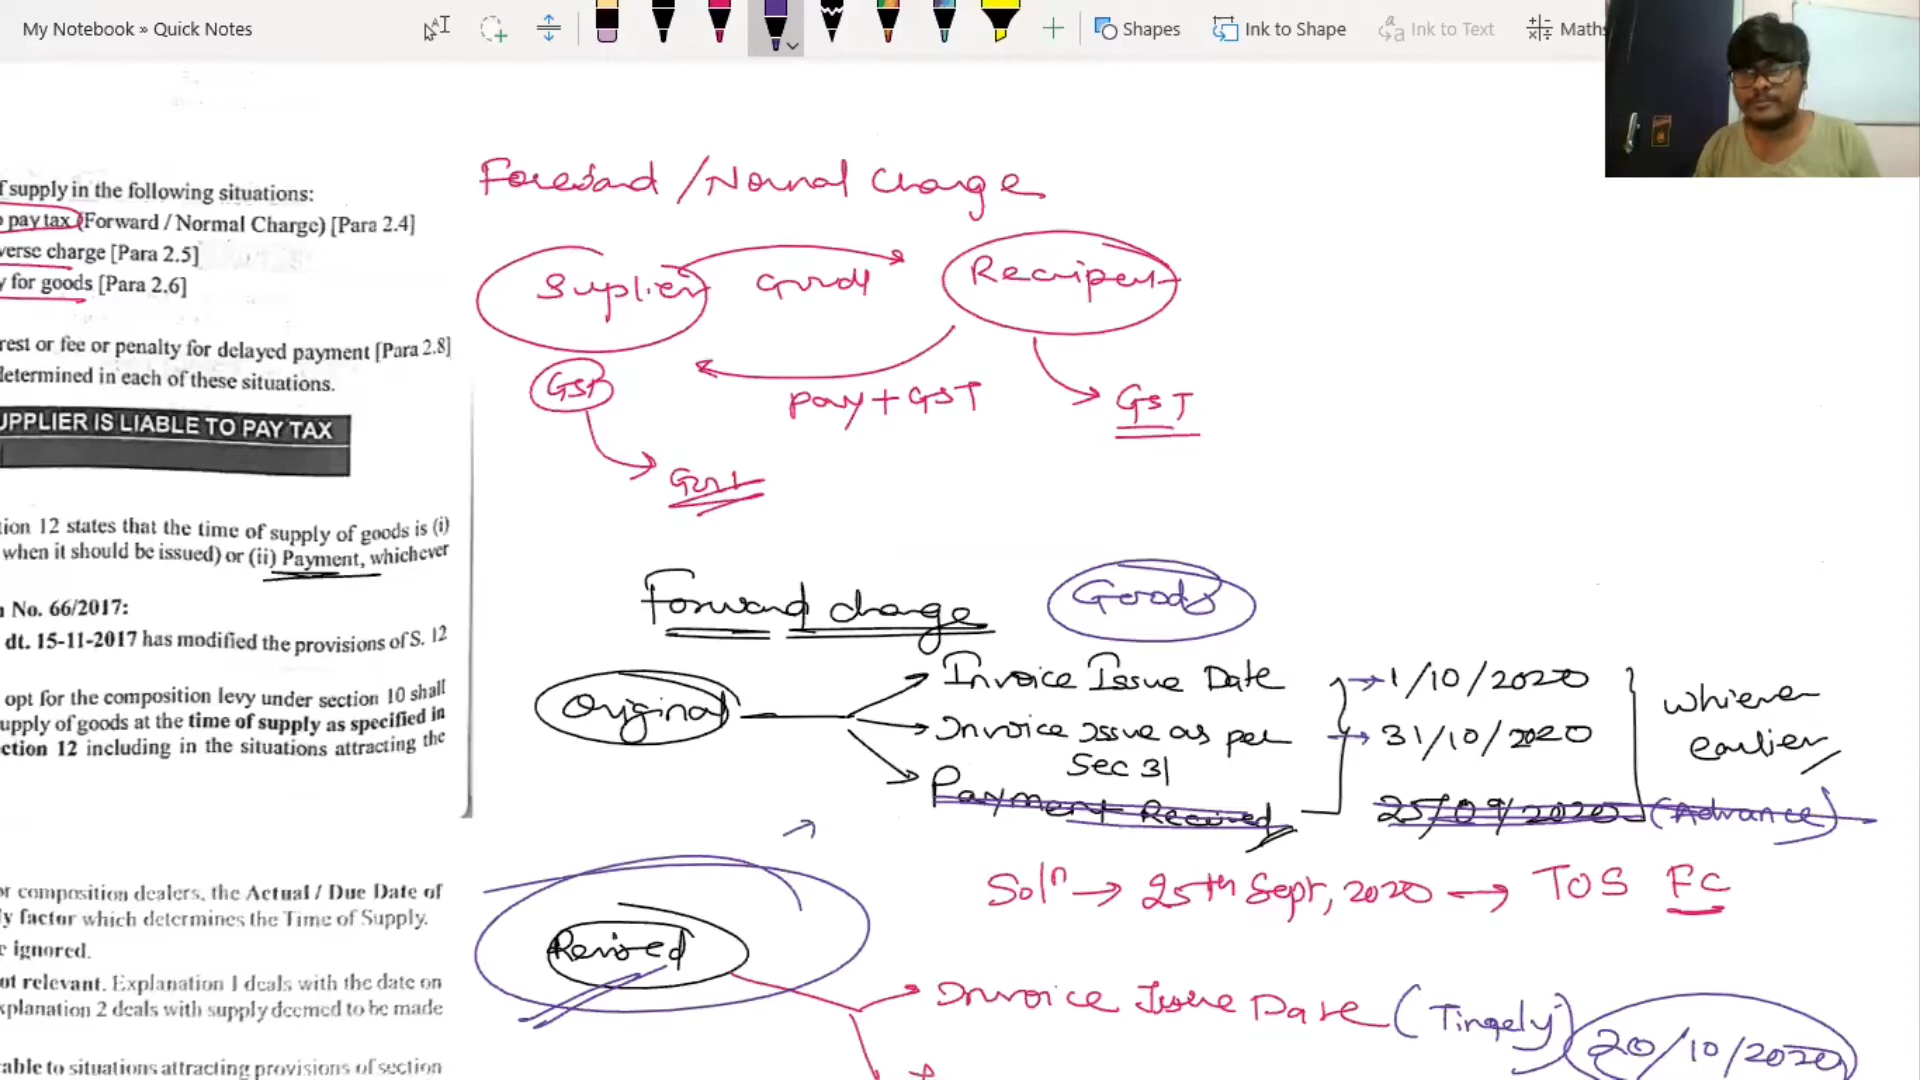 My Notebook » Quick Notes
Shapes
Ink to Shape
Ink to Text
Math
f supply in the following situations:
pay tax (Forward / Normal Charge) [Para 2.4]
verse charge [Para 2.5]
y for goods [Para 2.6]
rest or fee or penalty for delayed payment [Para 2.8]
determined in each of these situations.
UPPLIER IS LIABLE TO PAY TAX
tion 12 states that the time of supply of goods is (i)
when it should be issued) or (ii) Payment, whichever
n No. 66/2017:
dt. 15-11-2017 has modified the provisions of S. 12
opt for the composition levy under section 10 shall
upply of goods at the time of supply as specified in
ction 12 including in the situations attracting the
or composition dealers, the Actual / Due Date of
ly factor which determines the Time of Supply.
e ignored.
ot relevant. Explanation 1 deals with the date on
xplanation 2 deals with supply deemed to be made
able to situations attracting provisions of section
Forward / Normal Charge
Suplier
Goods
Recipent
GST
pay + GST
GST
GST
Forward charge
Goods
Original
Invoice Issue Date
1/10/2020
Invoice issue as per
Sec 31
31/10/2020
whichever
earlier
Payment Received
25/09/2020
(Advance)
Solⁿ → 25th Sept, 2020 → TOS FC
Revised
Invoice Issue Date
20/10/2020